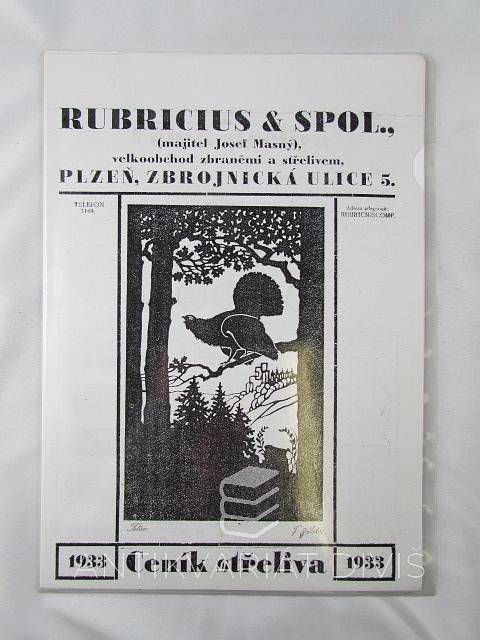 RUBRICIUS & SPOL.,
(majitel Josef Masný),
velkoobchod zbraněmi a střelivem,
PLZEŇ, ZBROJNICKÁ ULICE 5.
TELEFON
Adresa telegramů:
RUBRICIUSCOMP.
1933 Ceník střeliva 1933
ANTIKVARIÁT DIVIŠ